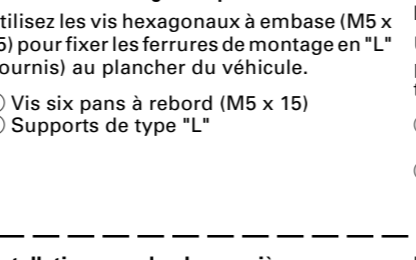 tilisez les vis hexagonaux à embase (M5 x
5) pour fixer les ferrures de montage en "L"
ournis) au plancher du véhicule.
Vis six pans à rebord (M5 x 15)
Supports de type "L"